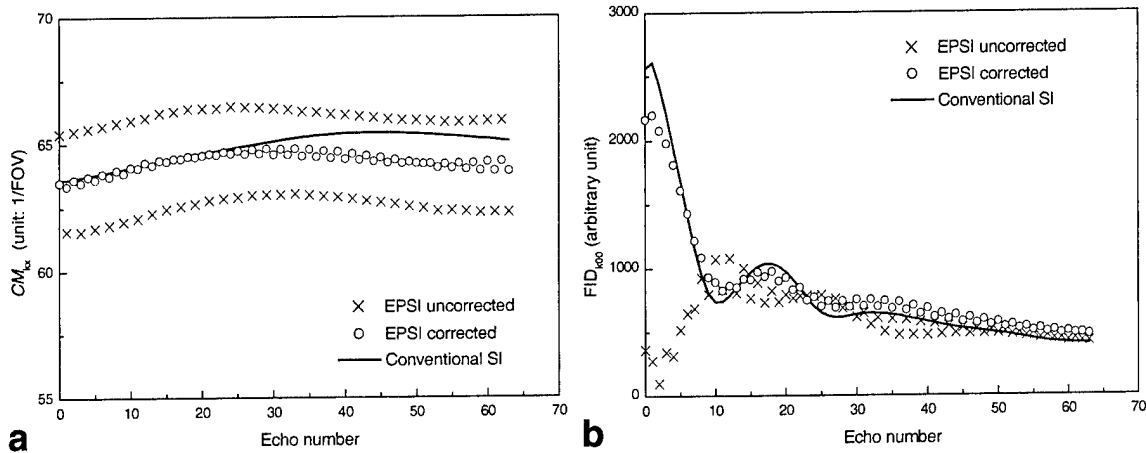 70
65
60
55
CM_kx (unit: 1/FOV)
× EPSI uncorrected
○ EPSI corrected
Conventional SI
0 10 20 30 40 50 60 70
Echo number
a
3000
2000
1000
0
FID_k00 (arbitrary unit)
× EPSI uncorrected
○ EPSI corrected
Conventional SI
0 10 20 30 40 50 60 70
Echo number
b